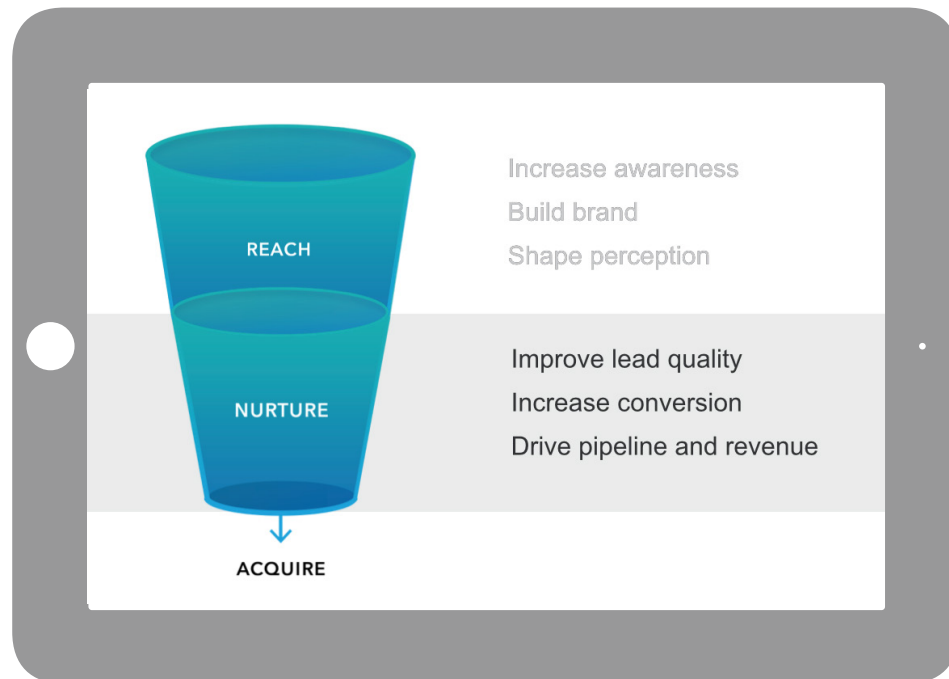 REACH
Increase awareness
Build brand
Shape perception
NURTURE
Improve lead quality
Increase conversion
Drive pipeline and revenue
ACQUIRE